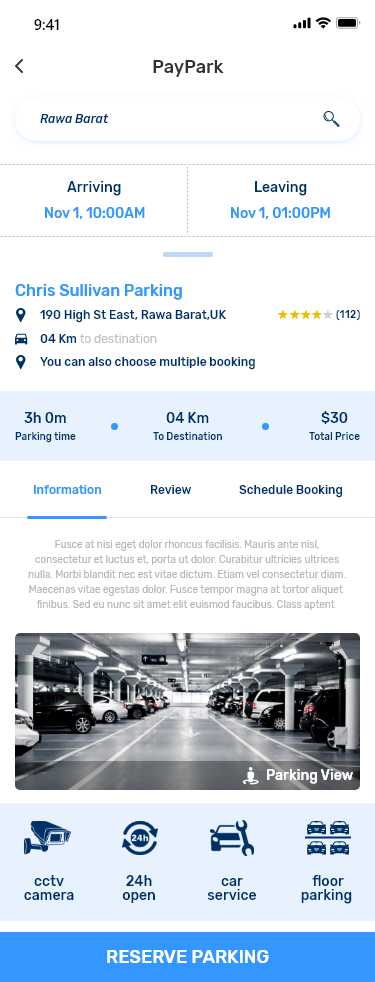 9:41
PayPark
Rawa Barat
Arriving
Leaving
Nov 1, 10:00AM
Nov 1, 01:00PM
Chris Sullivan Parking
190 High St East, Rawa Barat,UK
(112)
04 Km to destination
You can also choose multiple booking
3h 0m
04 Km
$30
Parking time
To Destination
Total Price
Information
Review
Schedule Booking
Fusce at nisi eget dolor rhoncus facilisis. Mauris ante nisl,
consectetur et luctus et, porta ut dolor. Curabitur ultricies ultrices
nulla. Morbi blandit nec est vitae dictum. Etiam vel consectetur diam.
Maecenas vitae egestas dolor. Fusce tempor magna at tortor aliquet
finibus. Sed eu nunc sit amet elit euismod faucibus. Class aptent
Parking View
24h
cctv
camera
24h
open
car
service
floor
parking
RESERVE PARKING